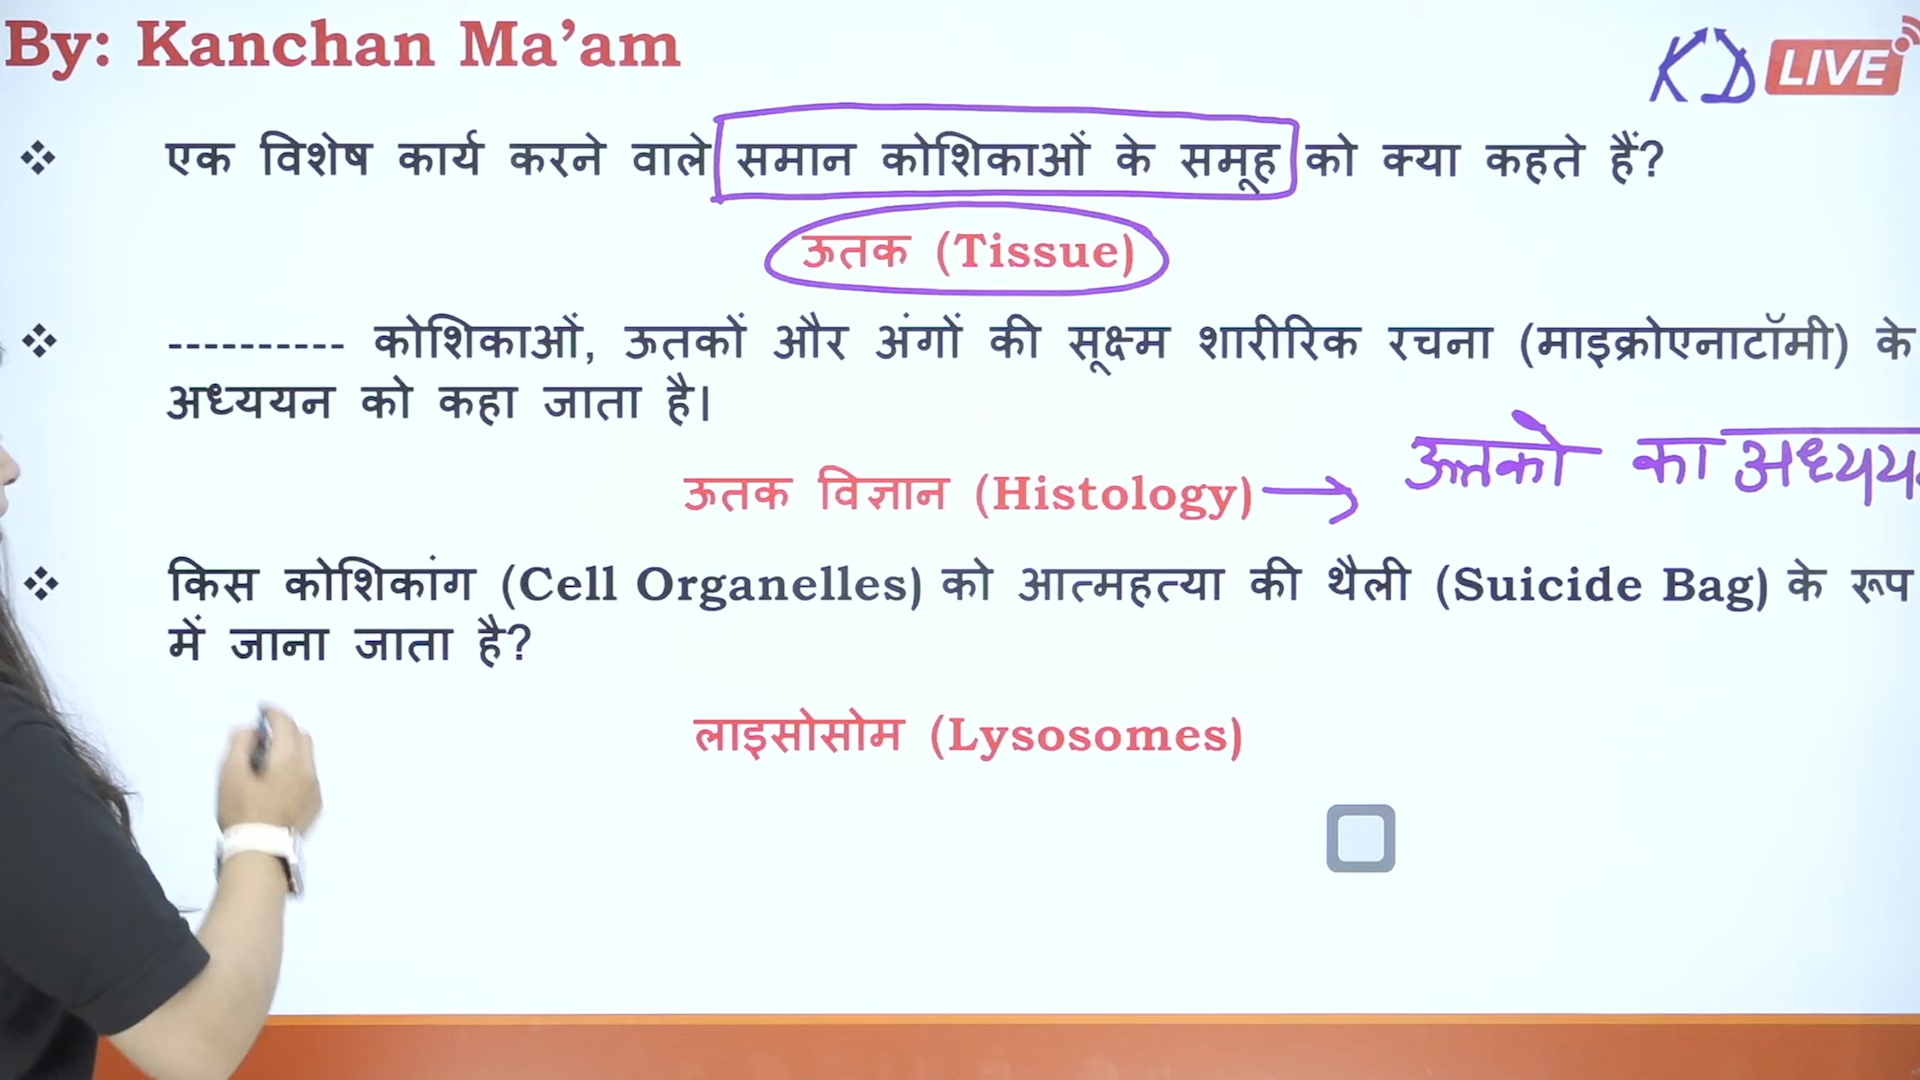 By: Kanchan Ma’am
KD LIVE
❖ एक विशेष कार्य करने वाले समान कोशिकाओं के समूह को क्या कहते हैं?
ऊतक (Tissue)
❖ ---------- कोशिकाओं, ऊतकों और अंगों की सूक्ष्म शारीरिक रचना (माइक्रोएनाटॉमी) के
अध्ययन को कहा जाता है।
ऊतक विज्ञान (Histology) → ऊतको का
❖ किस कोशिकांग (Cell Organelles) को आत्महत्या की थैली (Suicide Bag) के रूप
में जाना जाता है?
लाइसोसोम (Lysosomes)